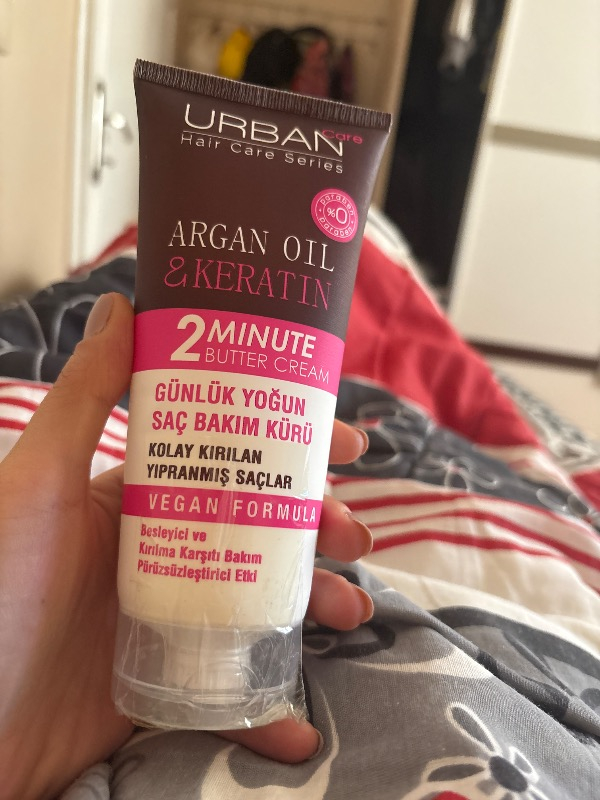 URBAN Care
Hair Care Series
paraben
%0
paraben
ARGAN OIL
& KERATIN
2 MINUTE
BUTTER CREAM
GÜNLÜK YOĞUN
SAÇ BAKIM KÜRÜ
KOLAY KIRILAN
YIPRANMIŞ SAÇLAR
VEGAN FORMULA
Besleyici ve
Kırılma Karşıtı Bakım
Pürüzsüzleştirici Etki